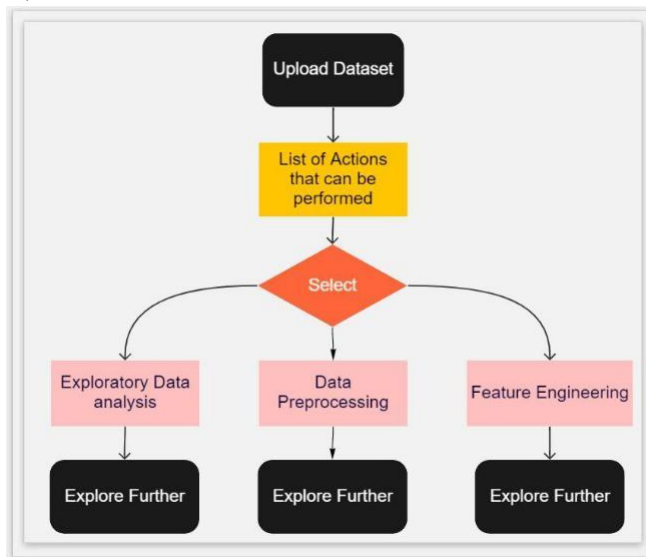 Upload Dataset
List of Actions
that can be
performed
Select
Exploratory Data
analysis
Data
Preprocessing
Feature Engineering
Explore Further
Explore Further
Explore Further